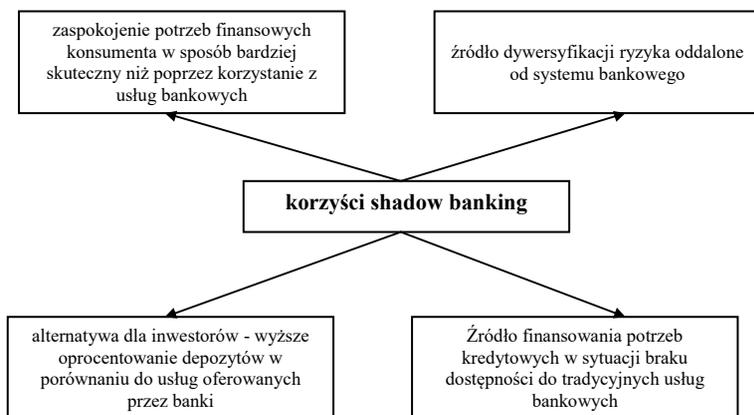 zaspokojenie potrzeb finansowych
konsumenta w sposób bardziej
skuteczny niż poprzez korzystanie z
usług bankowych
źródło dywersyfikacji ryzyka oddalone
od systemu bankowego
korzyści shadow banking
alternatywa dla inwestorów - wyższe
oprocentowanie depozytów w
porównaniu do usług oferowanych
przez banki
Źródło finansowania potrzeb
kredytowych w sytuacji braku
dostępności do tradycyjnych usług
bankowych